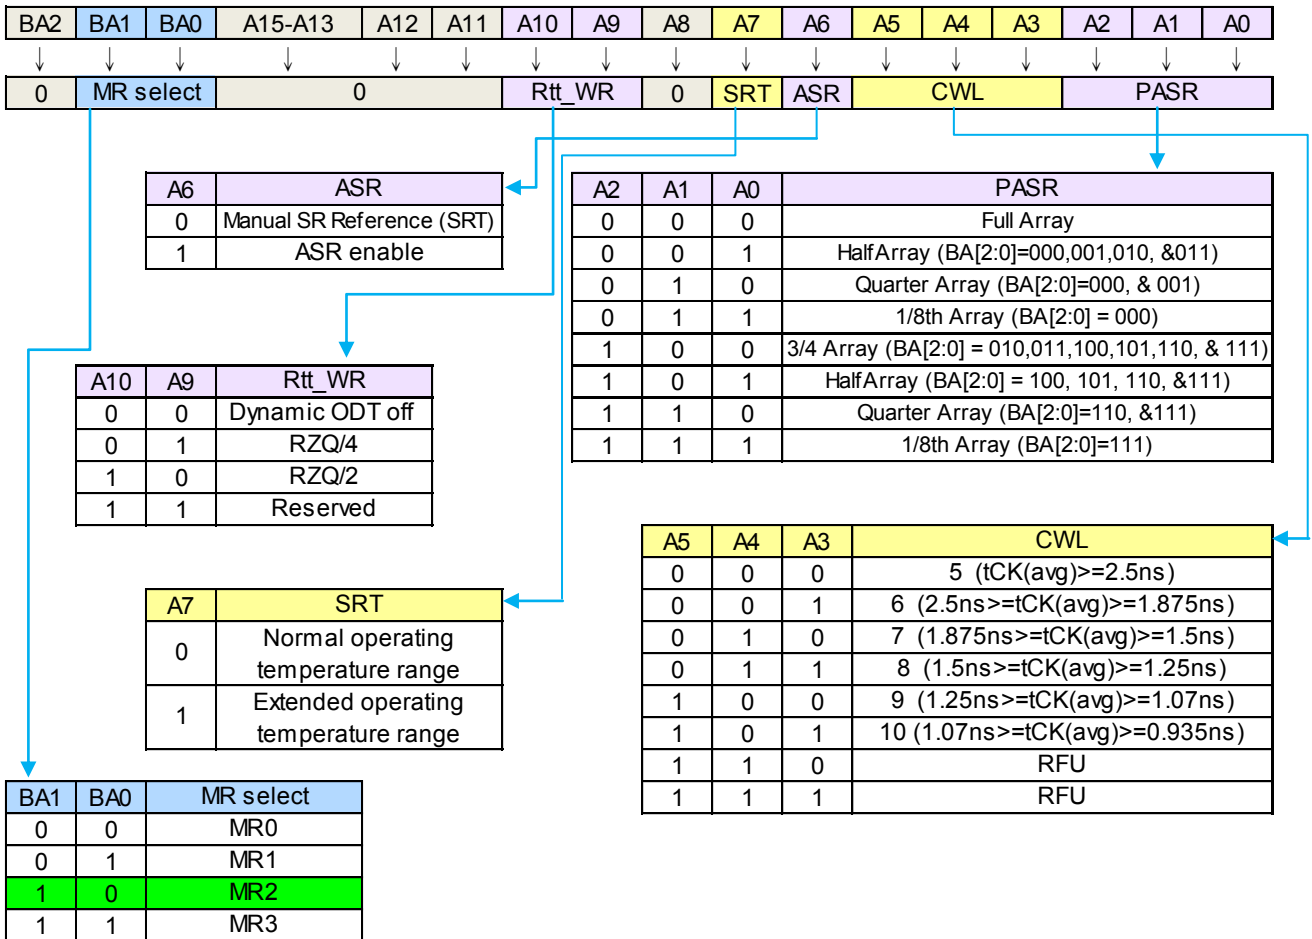 BA2 BA1 BA0 A15-A13 A12 A11 A10 A9 A8 A7 A6 A5 A4 A3 A2 A1 A0
0 MR select 0 Rtt_WR 0 SRT ASR CWL PASR
A6 ASR
0 Manual SR Reference (SRT)
1 ASR enable
A2 A1 A0 PASR
0 0 0 Full Array
0 0 1 HalfArray (BA[2:0]=000,001,010, &011)
0 1 0 Quarter Array (BA[2:0]=000, & 001)
0 1 1 1/8th Array (BA[2:0] = 000)
1 0 0 3/4 Array (BA[2:0] = 010,011,100,101,110, & 111)
1 0 1 HalfArray (BA[2:0] = 100, 101, 110, &111)
1 1 0 Quarter Array (BA[2:0]=110, &111)
1 1 1 1/8th Array (BA[2:0]=111)
A10 A9 Rtt_WR
0 0 Dynamic ODT off
0 1 RZQ/4
1 0 RZQ/2
1 1 Reserved
A5 A4 A3 CWL
0 0 0 5 (tCK(avg)>=2.5ns)
0 0 1 6 (2.5ns>=tCK(avg)>=1.875ns)
0 1 0 7 (1.875ns>=tCK(avg)>=1.5ns)
0 1 1 8 (1.5ns>=tCK(avg)>=1.25ns)
1 0 0 9 (1.25ns>=tCK(avg)>=1.07ns)
1 0 1 10 (1.07ns>=tCK(avg)>=0.935ns)
1 1 0 RFU
1 1 1 RFU
A7 SRT
0 Normal operating
temperature range
1 Extended operating
temperature range
BA1 BA0 MR select
0 0 MR0
0 1 MR1
1 0 MR2
1 1 MR3